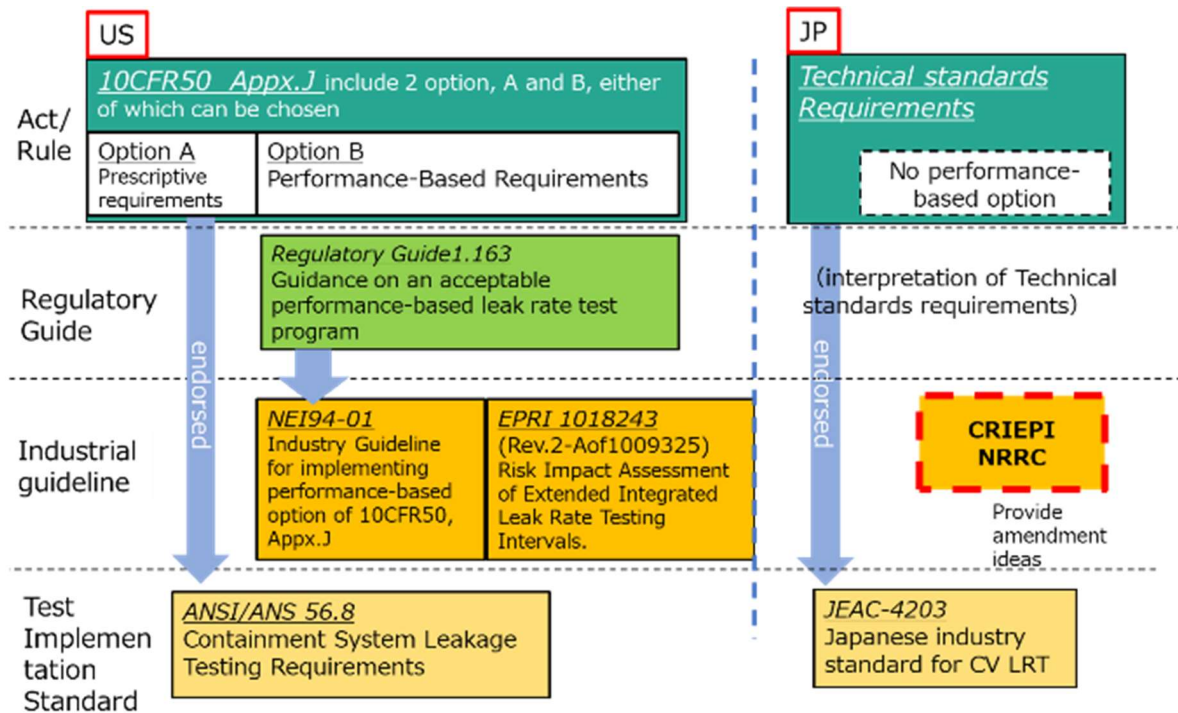 US
JP
10CFR50 Appx.J include 2 option, A and B, either
of which can be chosen
Technical standards
Requirements
Act/
Rule
Option A
Prescriptive
requirements
Option B
Performance-Based Requirements
No performance-
based option
Regulatory
Guide
Regulatory Guide1.163
Guidance on an acceptable
performance-based leak rate test
program
（interpretation of Technical
standards requirements）
endorsed
endorsed
Industrial
guideline
NEI94-01
Industry Guideline
for implementing
performance-based
option of 10CFR50,
Appx.J
EPRI 1018243
(Rev.2-Aof1009325)
Risk Impact Assessment
of Extended Integrated
Leak Rate Testing
Intervals.
CRIEPI
NRRC
Provide
amendment
ideas
Test
Implemen
tation
Standard
ANSI/ANS 56.8
Containment System Leakage
Testing Requirements
JEAC-4203
Japanese industry
standard for CV LRT